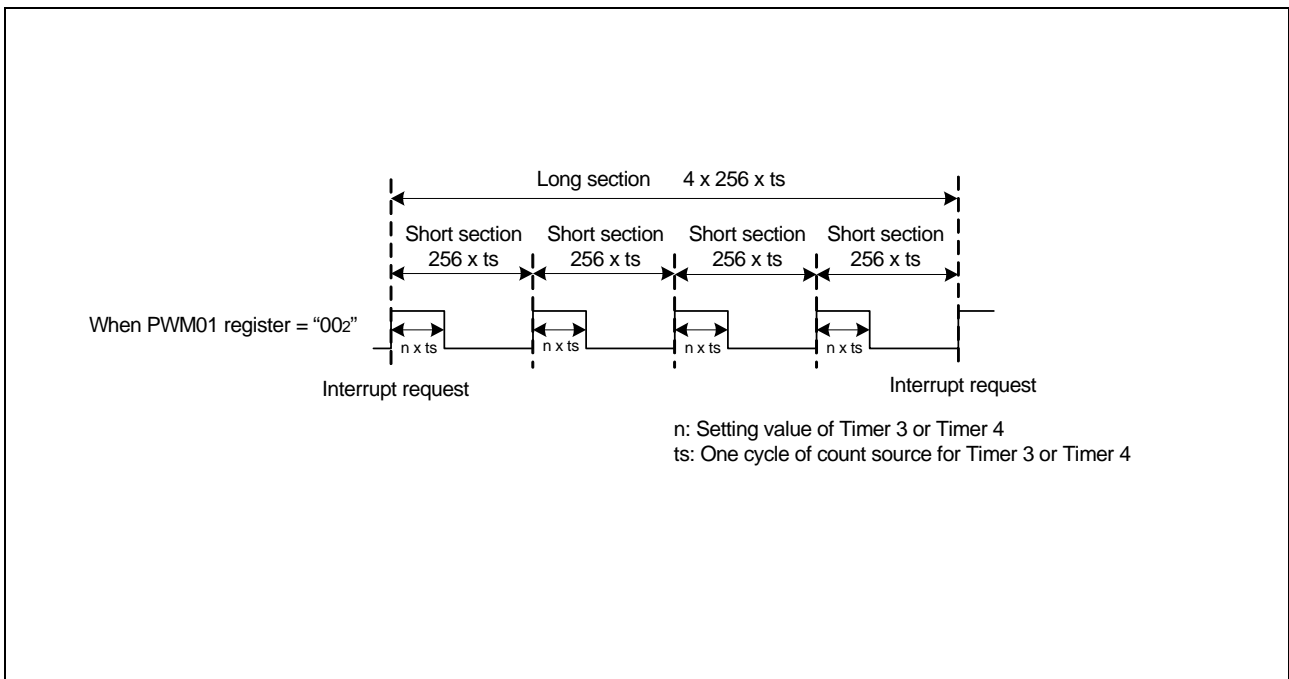 Long section 4 x 256 x ts
Short section Short section Short section Short section
256 x ts 256 x ts 256 x ts 256 x ts
When PWM01 register = “002”
n x ts n x ts n x ts n x ts
Interrupt request Interrupt request
n: Setting value of Timer 3 or Timer 4
ts: One cycle of count source for Timer 3 or Timer 4